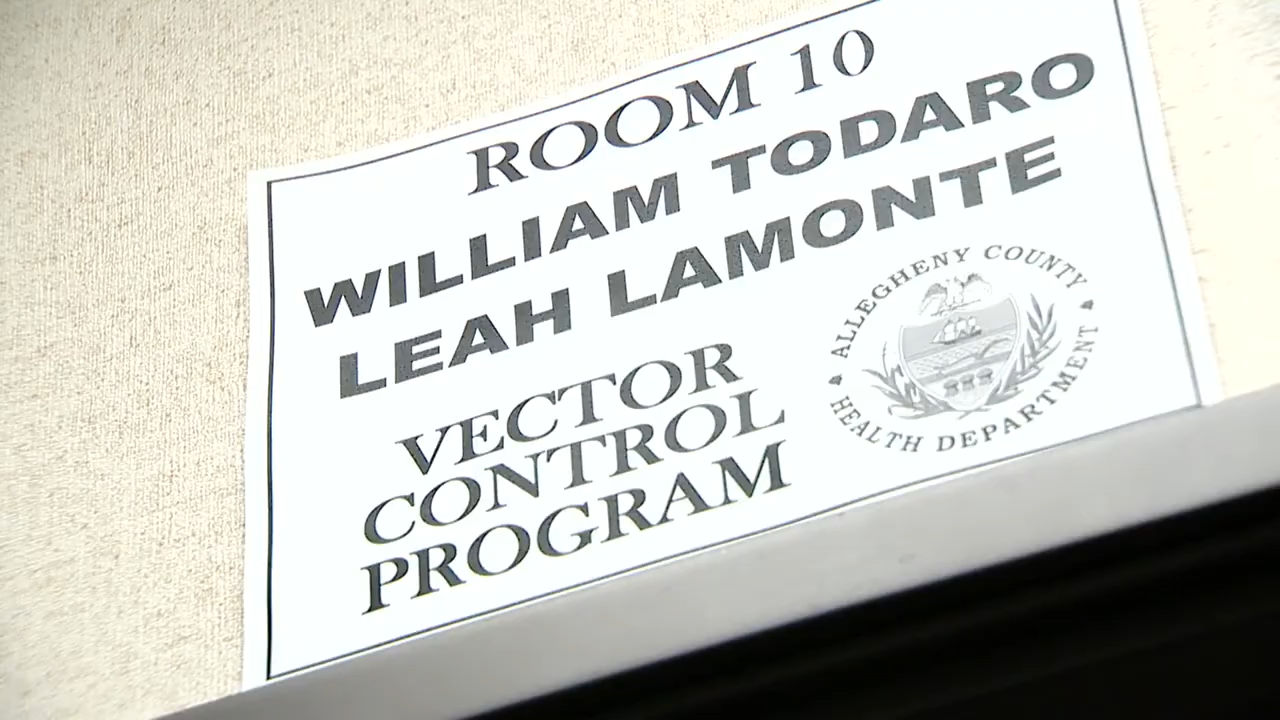 ROOM 10
WILLIAM TODARO
LEAH LAMONTE
VECTOR
CONTROL
PROGRAM
ALLEGHENY COUNTY
HEALTH DEPARTMENT